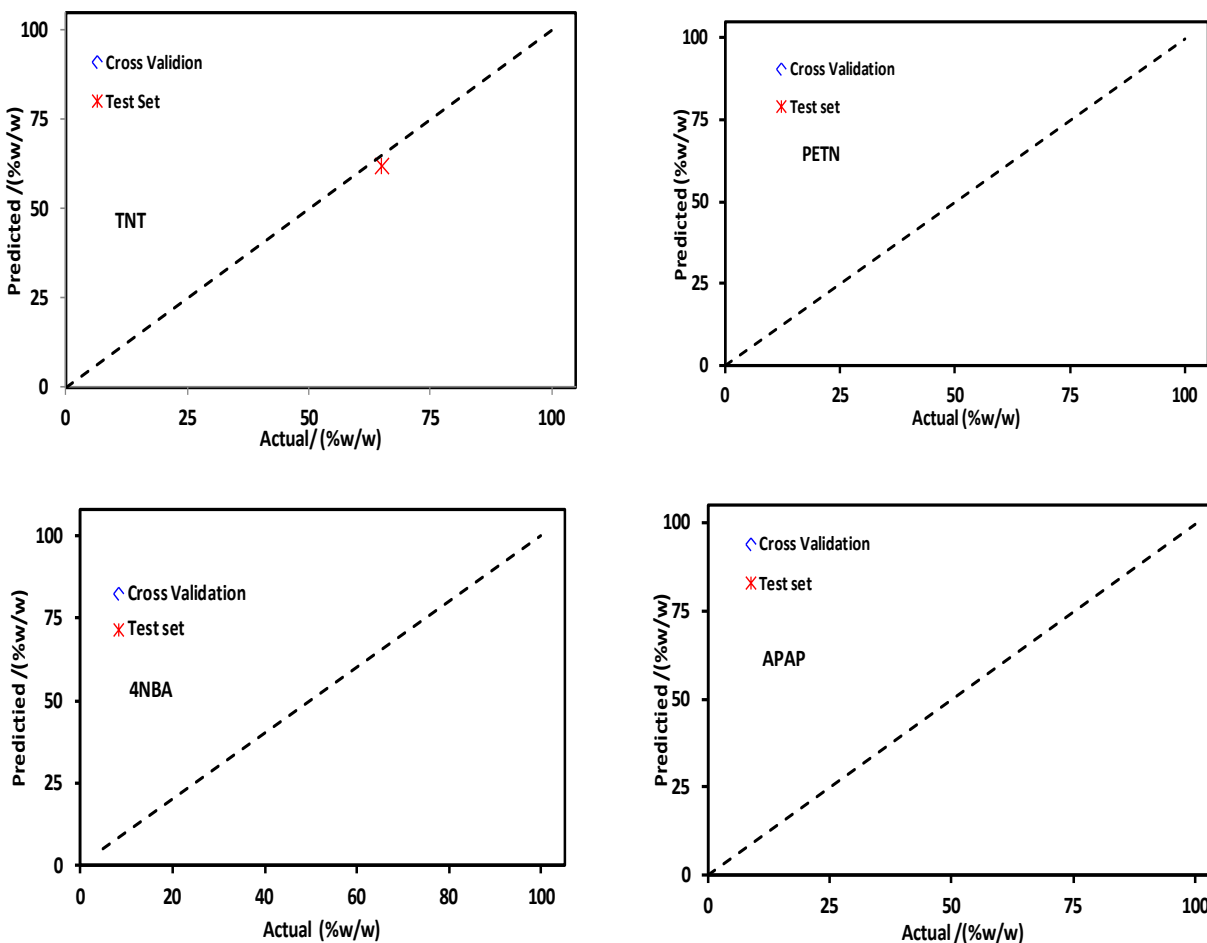 100
Cross Validion
Test Set
75
TNT
50
25
0
Predicted /(%w/w)
0 25 50 75 100
Actual/ (%w/w)
100
Cross Validation
Test set
75
PETN
50
25
0
Predicted (%w/w)
0 25 50 75 100
Actual (%w/w)
100
Cross Validation
75
Test set
4NBA
50
25
0
Predictied /(%w/w)
0 20 40 60 80 100
Actual (%w/w)
100
Cross Validation
Test set
75
APAP
50
25
0
Predictied /(%w/w)
0 25 50 75 100
Actual /(%w/w)